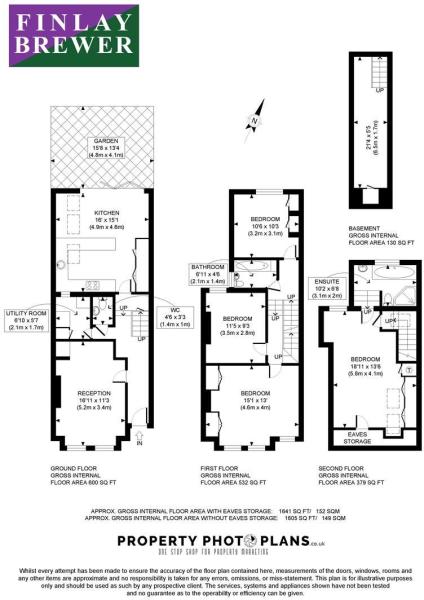 FINLAY
BREWER
N
GARDEN
15'8 x 13'4
(4.8m x 4.1m)
KITCHEN
16' x 15'1
(4.9m x 4.6m)
UTILITY ROOM
6'10 x 5'7
(2.1m x 1.7m)
UP
UP
WC
4'6 x 3'3
(1.4m x 1m)
RECEPTION
16'11 x 11'3
(5.2m x 3.4m)
IN
GROUND FLOOR
GROSS INTERNAL
FLOOR AREA 600 SQ FT
BEDROOM
10'6 x 10'3
(3.2m x 3.1m)
BATHROOM
6'11 x 4'6
(2.1m x 1.4m)
UP
UP
BEDROOM
11'5 x 9'3
(3.5m x 2.8m)
BEDROOM
15'1 x 13'
(4.6m x 4m)
FIRST FLOOR
GROSS INTERNAL
FLOOR AREA 532 SQ FT
UP
21'4 x 5'5
(6.5m x 1.7m)
BASEMENT
GROSS INTERNAL
FLOOR AREA 130 SQ FT
ENSUITE
10'2 x 6'8
(3.1m x 2m)
UP
UP
BEDROOM
18'11 x 13'6
(5.8m x 4.1m)
T
EAVES
STORAGE
SECOND FLOOR
GROSS INTERNAL
FLOOR AREA 379 SQ FT
APPROX. GROSS INTERNAL FLOOR AREA WITH EAVES STORAGE: 1641 SQ FT/ 152 SQM
APPROX. GROSS INTERNAL FLOOR AREA WITHOUT EAVES STORAGE: 1605 SQ FT/ 149 SQM
PROPERTY PHOTOPLANS.co.uk
ONE STOP SHOP FOR PROPERTY MARKETING
Whilst every attempt has been made to ensure the accuracy of the floor plan contained here, measurements of the doors, windows, rooms and
any other items are approximate and no responsibility is taken for any errors, omissions, or miss-statement. This plan is for illustrative purposes
only and should be used as such by any prospective client. The services, systems and appliances shown have not been tested
and no guarantee as to the operability or efficiency can be given.